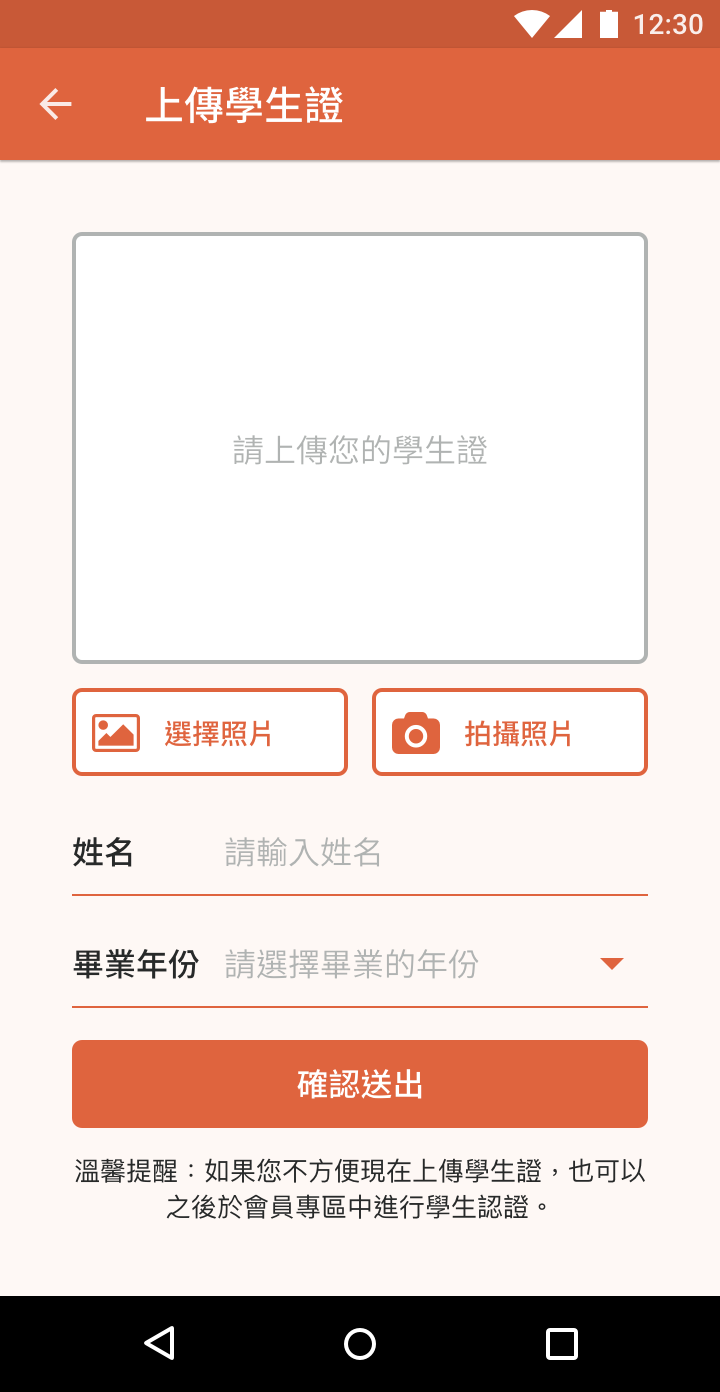 12:30
上傳學生證
請上傳您的學生證
選擇照片
拍攝照片
姓名 請輸入姓名
畢業年份 請選擇畢業的年份
確認送出
溫馨提醒：如果您不方便現在上傳學生證，也可以
之後於會員專區中進行學生認證。